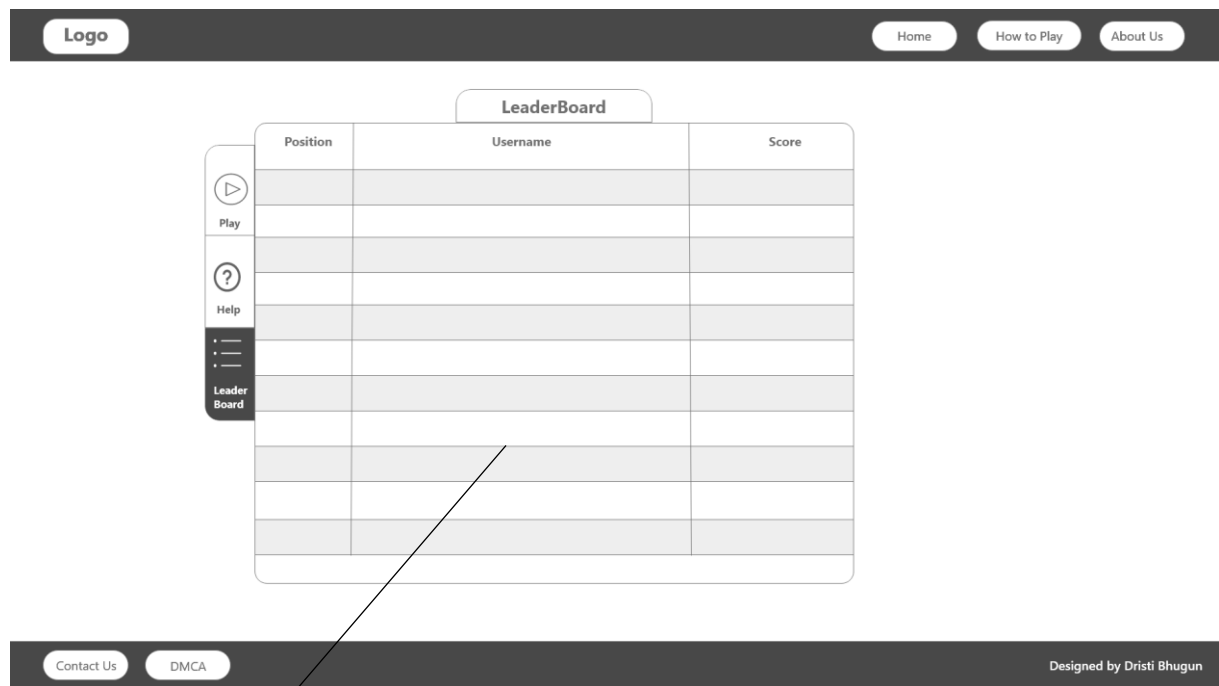 Logo
Home
How to Play
About Us
LeaderBoard
Position
Username
Score
Play
?
Help
Leader
Board
Contact Us
DMCA
Designed by Dristi Bhugun